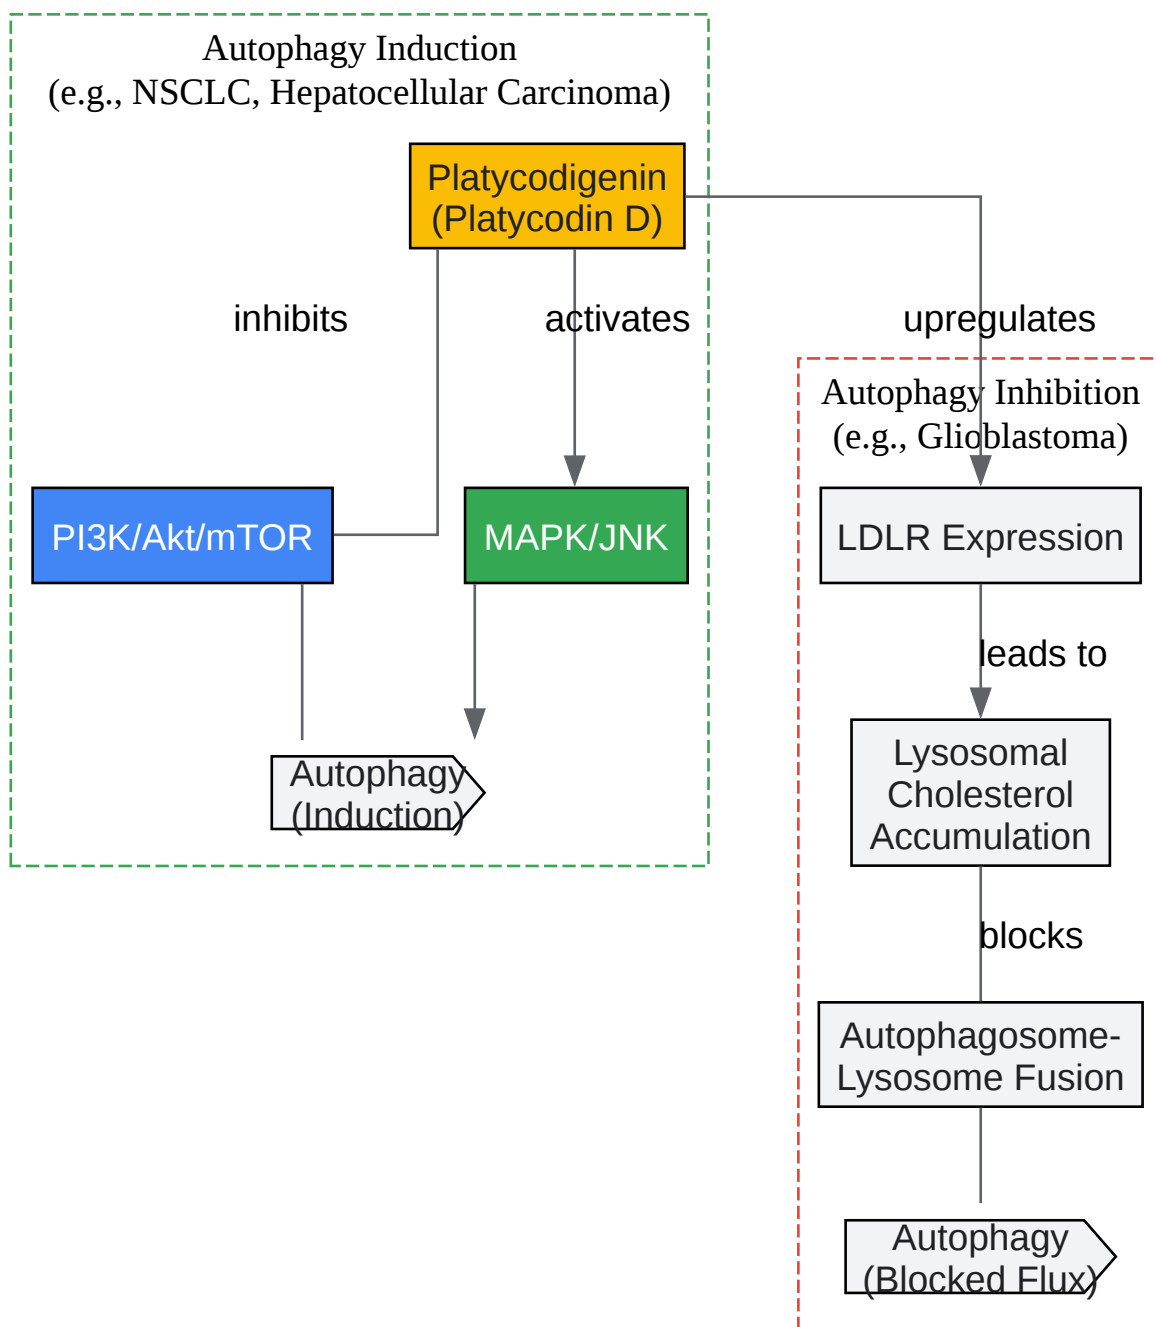 Autophagy Induction
(e.g., NSCLC, Hepatocellular Carcinoma)
Platycodigenin
(Platycodin D)
inhibits
activates
upregulates
Autophagy Inhibition
(e.g., Glioblastoma)
PI3K/Akt/mTOR
MAPK/JNK
LDLR Expression
leads to
Lysosomal
Cholesterol
Accumulation
Autophagy
(Induction)
blocks
Autophagosome-
Lysosome Fusion
Autophagy
(Blocked Flux)